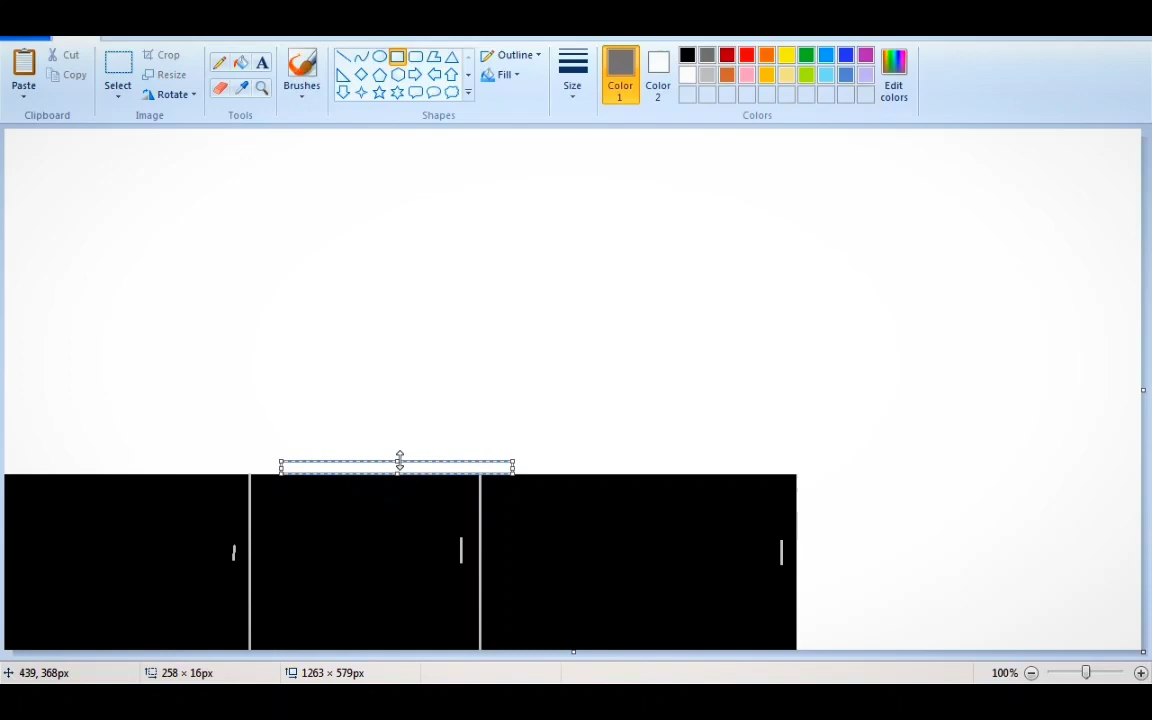 Cut
Copy
Paste
Clipboard
Select
Crop
Resize
Rotate
Image
A
Tools
Brushes
Shapes
Outline
Fill
Size
Color 1
Color 2
Edit colors
Colors
439, 368px
258 × 16px
1263 × 579px
100%